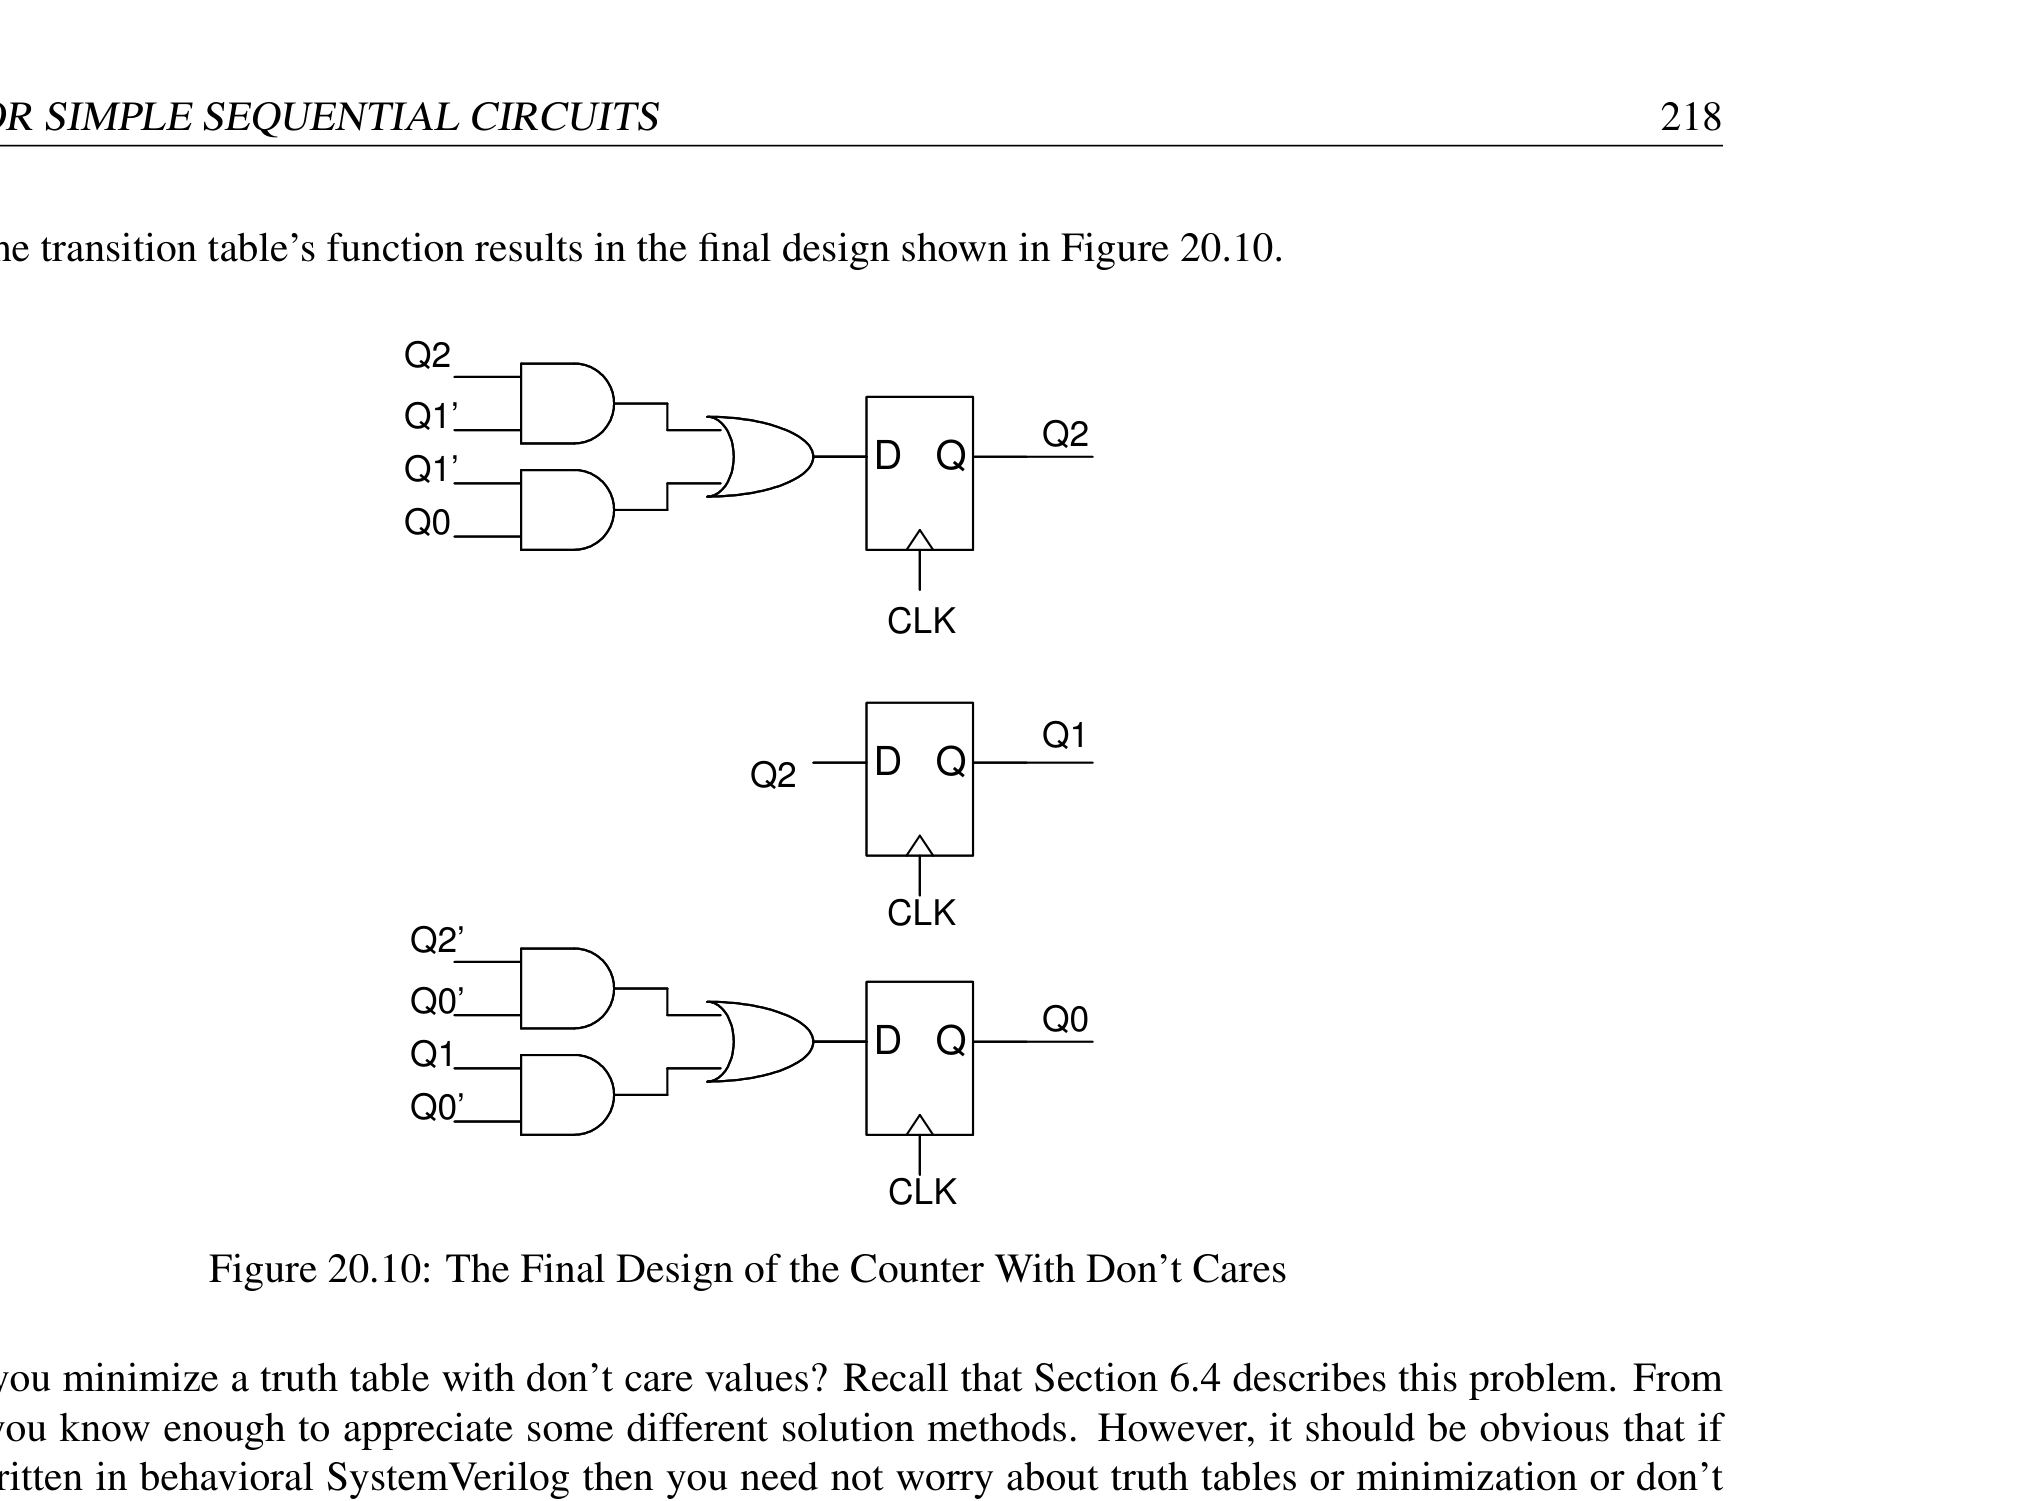 OR SIMPLE SEQUENTIAL CIRCUITS 218
he transition table's function results in the final design shown in Figure 20.10.
Q2
Q1'
Q1'
Q0
D Q
Q2
CLK
Q2
D Q
Q1
CLK
Q2'
Q0'
Q1
Q0'
D Q
Q0
CLK
Figure 20.10: The Final Design of the Counter With Don't Cares
you minimize a truth table with don't care values? Recall that Section 6.4 describes this problem. From
you know enough to appreciate some different solution methods. However, it should be obvious that if
ritten in behavioral SystemVerilog then you need not worry about truth tables or minimization or don't